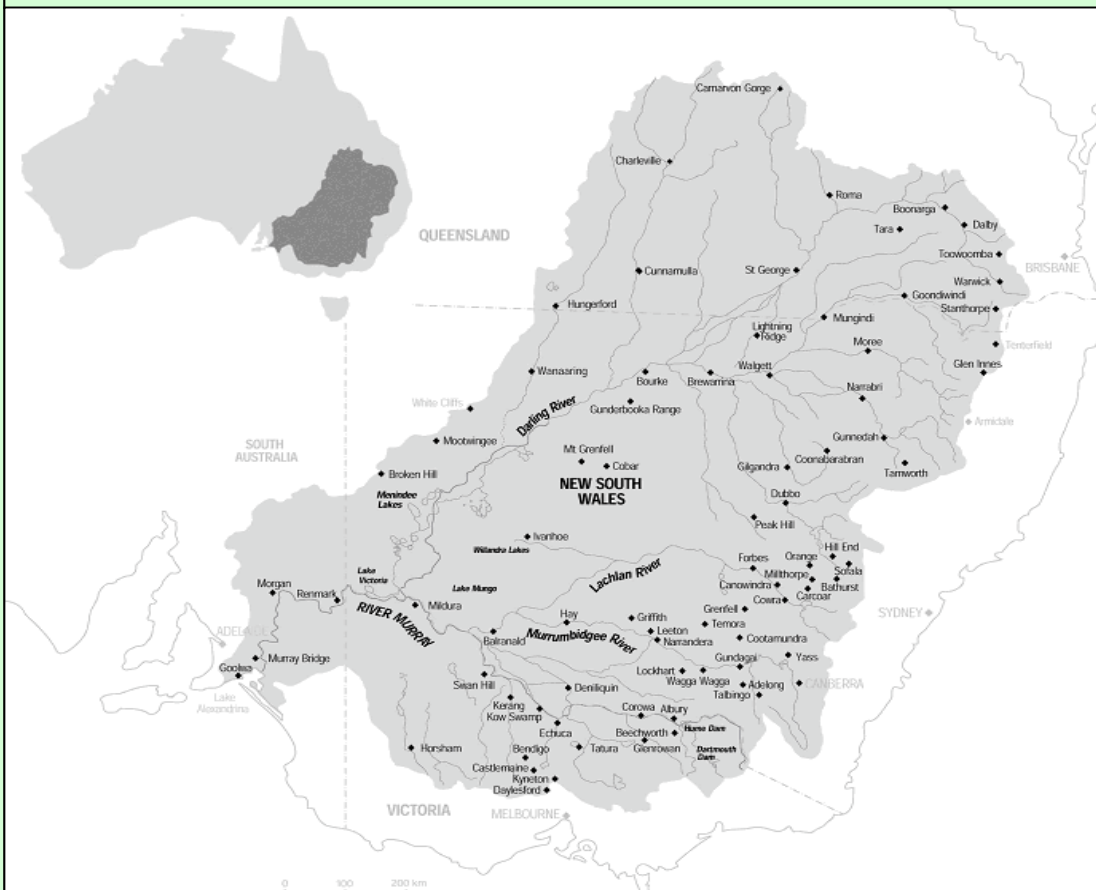 Carnarvon Gorge
Charleville
Roma
Boonarga
Tara
Dalby
QUEENSLAND
Toowoomba
BRISBANE
Cunnamulla
St George
Warwick
Goondiwindi
Stanthorpe
Hungerford
Mungindi
Lightning
Ridge
Moree
Tenterfield
Glen Innes
Wanaaring
Bourke
Brewarrina
Walgett
Narrabri
White Cliffs
Darling River
Gunderbooka Range
Armidale
Mootwingee
SOUTH
AUSTRALIA
Mt Grenfell
Cobar
Gunnedah
Coonabarabran
Gilgandra
Tamworth
Broken Hill
NEW SOUTH
WALES
Menindee
Lakes
Dubbo
Peak Hill
Ivanhoe
Willandra Lakes
Hill End
Orange
Forbes
Sofala
Millthorpe
Bathurst
Canowindra
Carcoar
Cowra
Lachlan River
Lake
Victoria
Lake Mungo
Morgan
Renmark
Mildura
RIVER MURRAY
Grenfell
SYDNEY
Hay
Griffith
Temora
Leeton
Balranald
Murrumbidgee River
Narrandera
Cootamundra
ADELAIDE
Murray Bridge
Goolwa
Gundagai
Yass
Lockhart
Wagga Wagga
Adelong
CANBERRA
Talbingo
Lake
Alexandrina
Swan Hill
Deniliquin
Kerang
Kow Swamp
Corowa
Albury
Echuca
Beechworth
Hume Dam
Horsham
Bendigo
Tatura
Glenrowan
Dartmouth
Dam
Castlemaine
Kyneton
Daylesford
VICTORIA
MELBOURNE
0 100 200 km